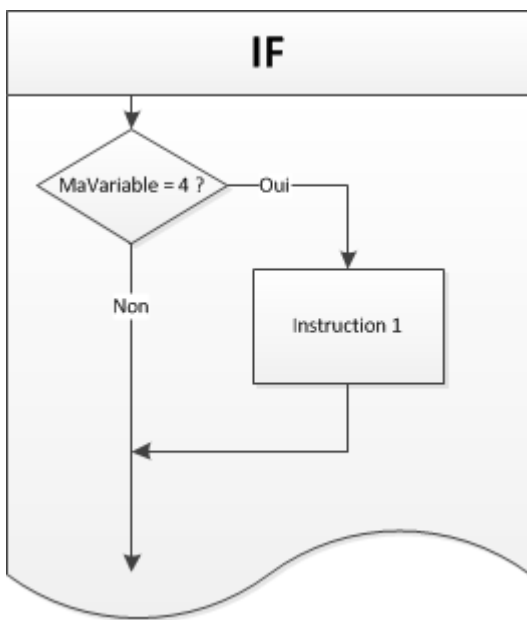 IF
MaVariable = 4 ?
Oui
Non
Instruction 1